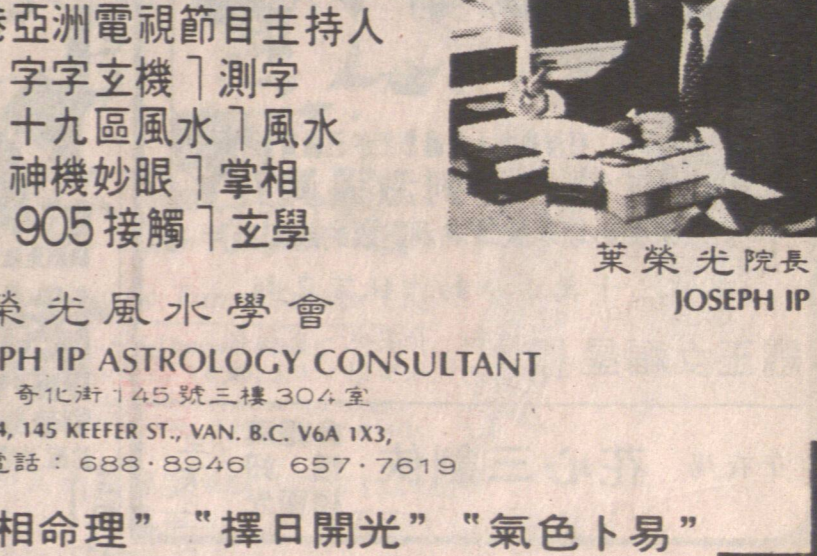 亞洲電視節目主持人
字字玄機㇕測字
十九區風水㇕風水
神機妙眼㇕掌相
905接觸㇕玄學
葉榮光院長
JOSEPH IP
榮光風水學會
PH IP ASTROLOGY CONSULTANT
奇化街145號三樓304室
4, 145 KEEFER ST., VAN. B.C. V6A 1X3,
電話：688·8946 657·7619
相命理” “擇日開光” “氣色卜易”